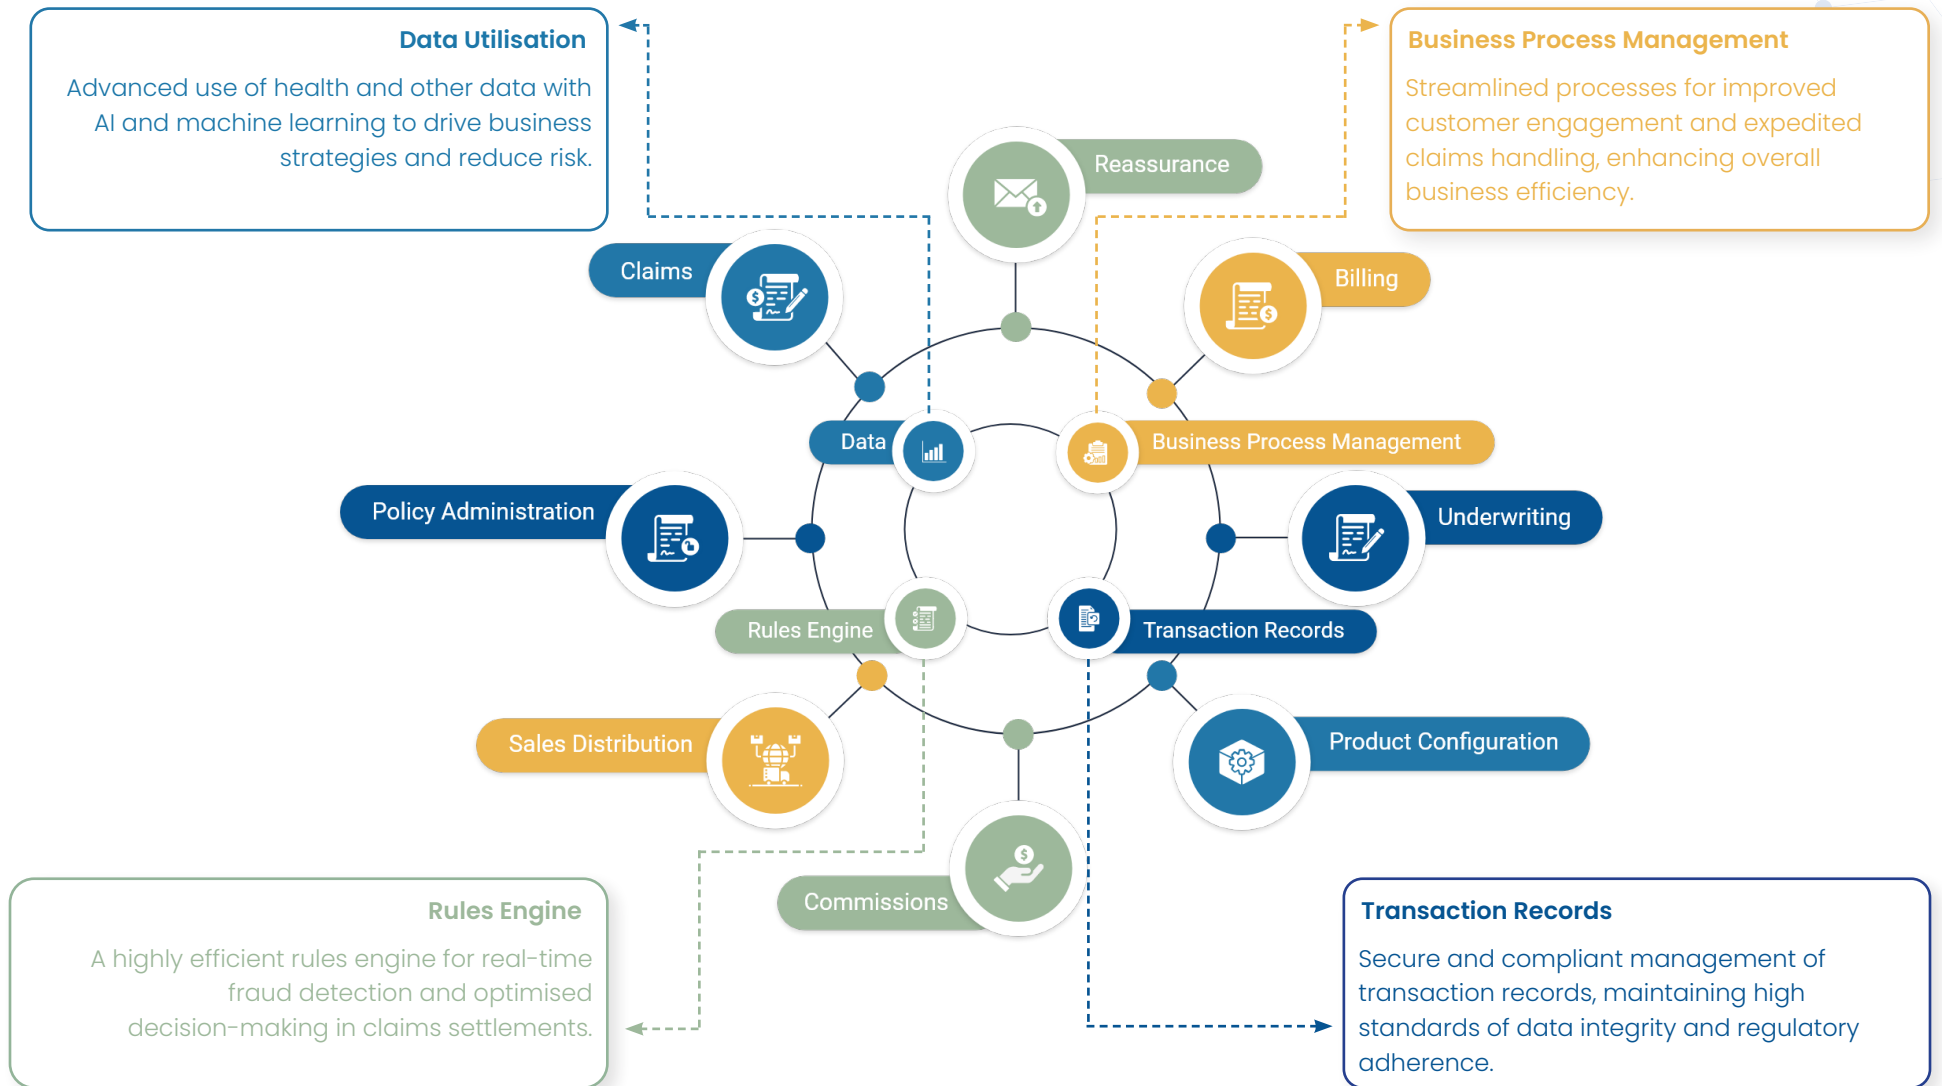 Data Utilisation
Advanced use of health and other data with
AI and machine learning to drive business
strategies and reduce risk.
Business Process Management
Streamlined processes for improved
customer engagement and expedited
claims handling, enhancing overall
business efficiency.
Reassurance
Claims
Billing
Data
Business Process Management
Policy Administration
Underwriting
Rules Engine
Transaction Records
Sales Distribution
Product Configuration
Commissions
Rules Engine
A highly efficient rules engine for real-time
fraud detection and optimised
decision-making in claims settlements.
Transaction Records
Secure and compliant management of
transaction records, maintaining high
standards of data integrity and regulatory
adherence.